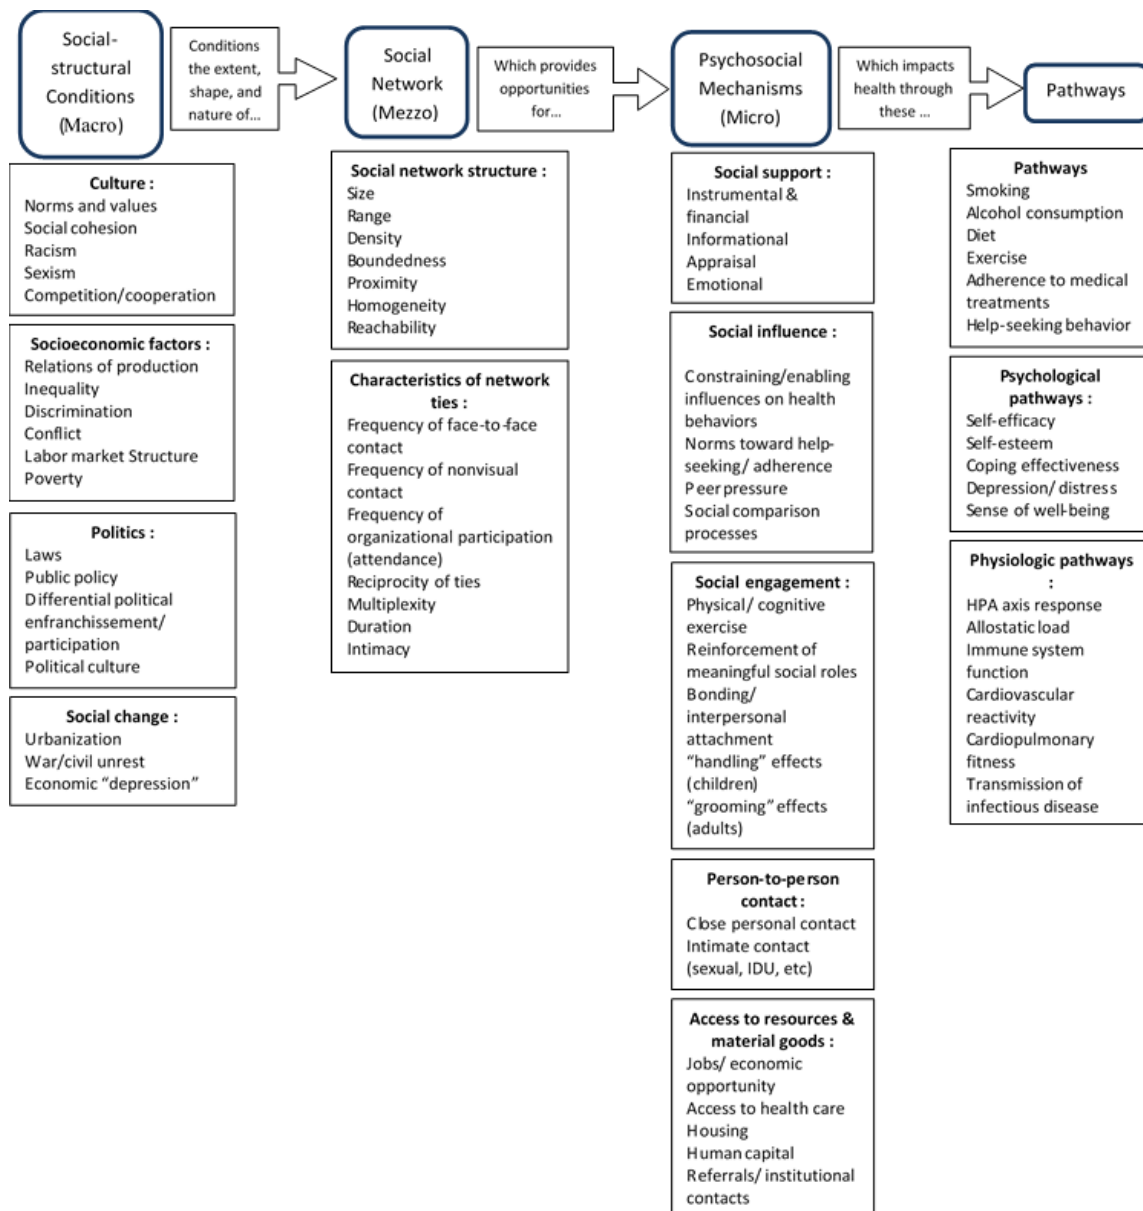 Social-
structural
Conditions
(Macro)
Conditions
the extent,
shape, and
nature of...
Social
Network
(Mezzo)
Which provides
opportunities
for...
Psychosocial
Mechanisms
(Micro)
Which impacts
health through
these ...
Pathways
Culture :
Norms and values
Social cohesion
Racism
Sexism
Competition/cooperation
Socioeconomic factors :
Relations of production
Inequality
Discrimination
Conflict
Labor market Structure
Poverty
Politics :
Laws
Public policy
Differential political
enfranchissement/
participation
Political culture
Social change :
Urbanization
War/civil unrest
Economic “depression”
Social network structure :
Size
Range
Density
Boundedness
Proximity
Homogeneity
Reachability
Characteristics of network
ties :
Frequency of face-to-face
contact
Frequency of nonvisual
contact
Frequency of
organizational participation
(attendance)
Reciprocity of ties
Multiplexity
Duration
Intimacy
Social support :
Instrumental &
financial
Informational
Appraisal
Emotional
Social influence :
Constraining/enabling
influences on health
behaviors
Norms toward help-
seeking/ adherence
Peer pressure
Social comparison
processes
Social engagement :
Physical/ cognitive
exercise
Reinforcement of
meaningful social roles
Bonding/
interpersonal
attachment
“handling” effects
(children)
“grooming” effects
(adults)
Person-to-person
contact :
Close personal contact
Intimate contact
(sexual, IDU, etc)
Access to resources &
material goods :
Jobs/ economic
opportunity
Access to health care
Housing
Human capital
Referrals/ institutional
contacts
Pathways
Smoking
Alcohol consumption
Diet
Exercise
Adherence to medical
treatments
Help-seeking behavior
Psychological
pathways :
Self-efficacy
Self-esteem
Coping effectiveness
Depression/ distress
Sense of well-being
Physiologic pathways
:
HPA axis response
Allostatic load
Immune system
function
Cardiovascular
reactivity
Cardiopulmonary
fitness
Transmission of
infectious disease